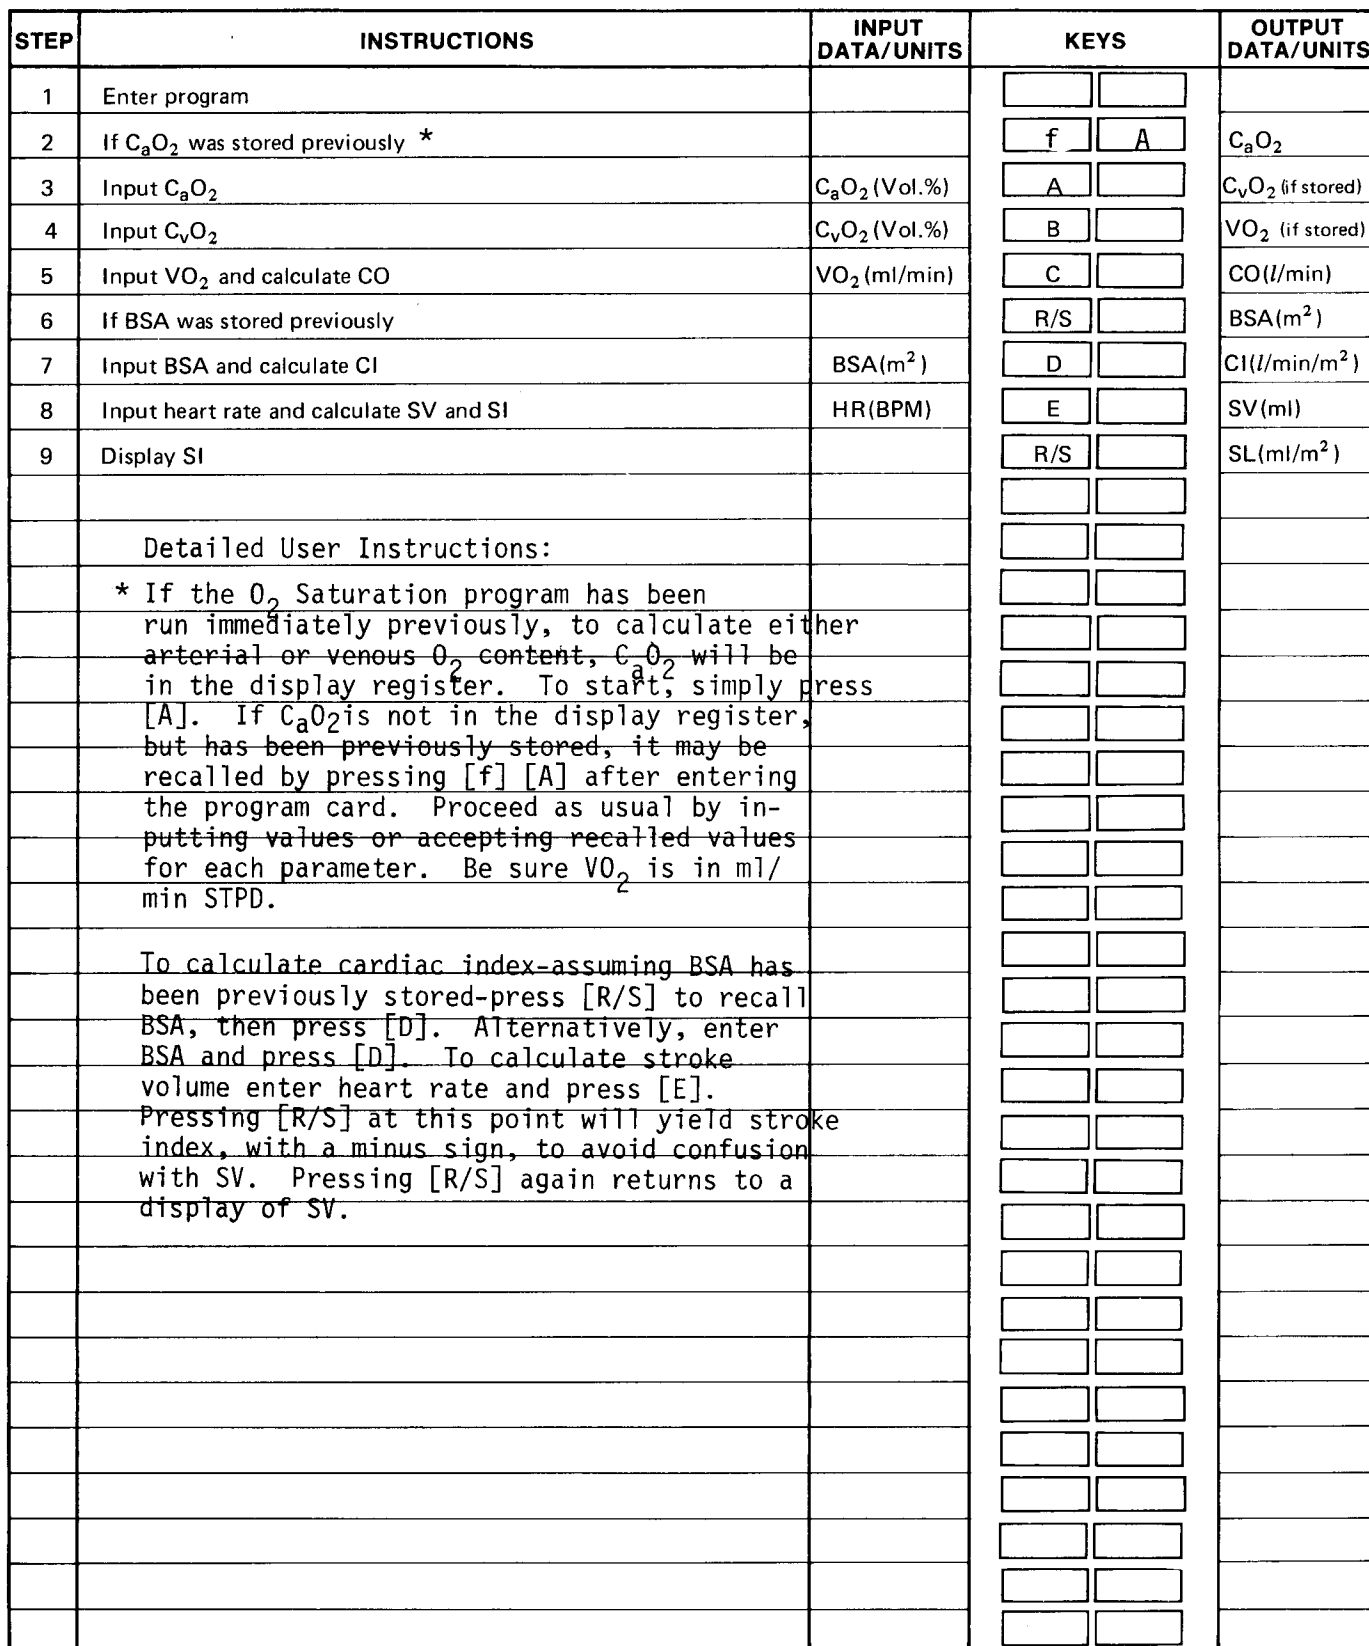 STEP INSTRUCTIONS INPUT DATA/UNITS KEYS OUTPUT DATA/UNITS
1 Enter program
2 If CaO2 was stored previously * f A CaO2
3 Input CaO2 CaO2 (Vol.%) A CvO2 (if stored)
4 Input CvO2 CvO2 (Vol.%) B VO2 (if stored)
5 Input VO2 and calculate CO VO2 (ml/min) C CO(l/min)
6 If BSA was stored previously R/S BSA(m2)
7 Input BSA and calculate CI BSA(m2) D CI(l/min/m2)
8 Input heart rate and calculate SV and SI HR(BPM) E SV(ml)
9 Display SI R/S SL(ml/m2)
Detailed User Instructions:
* If the O2 Saturation program has been
run immediately previously, to calculate either
arterial or venous O2 content, CaO2 will be
in the display register. To start, simply press
[A]. If CaO2is not in the display register,
but has been previously stored, it may be
recalled by pressing [f] [A] after entering
the program card. Proceed as usual by in-
putting values or accepting recalled values
for each parameter. Be sure VO2 is in ml/
min STPD.
To calculate cardiac index-assuming BSA has
been previously stored-press [R/S] to recall
BSA, then press [D]. Alternatively, enter
BSA and press [D]. To calculate stroke
volume enter heart rate and press [E].
Pressing [R/S] at this point will yield stroke
index, with a minus sign, to avoid confusion
with SV. Pressing [R/S] again returns to a
display of SV.